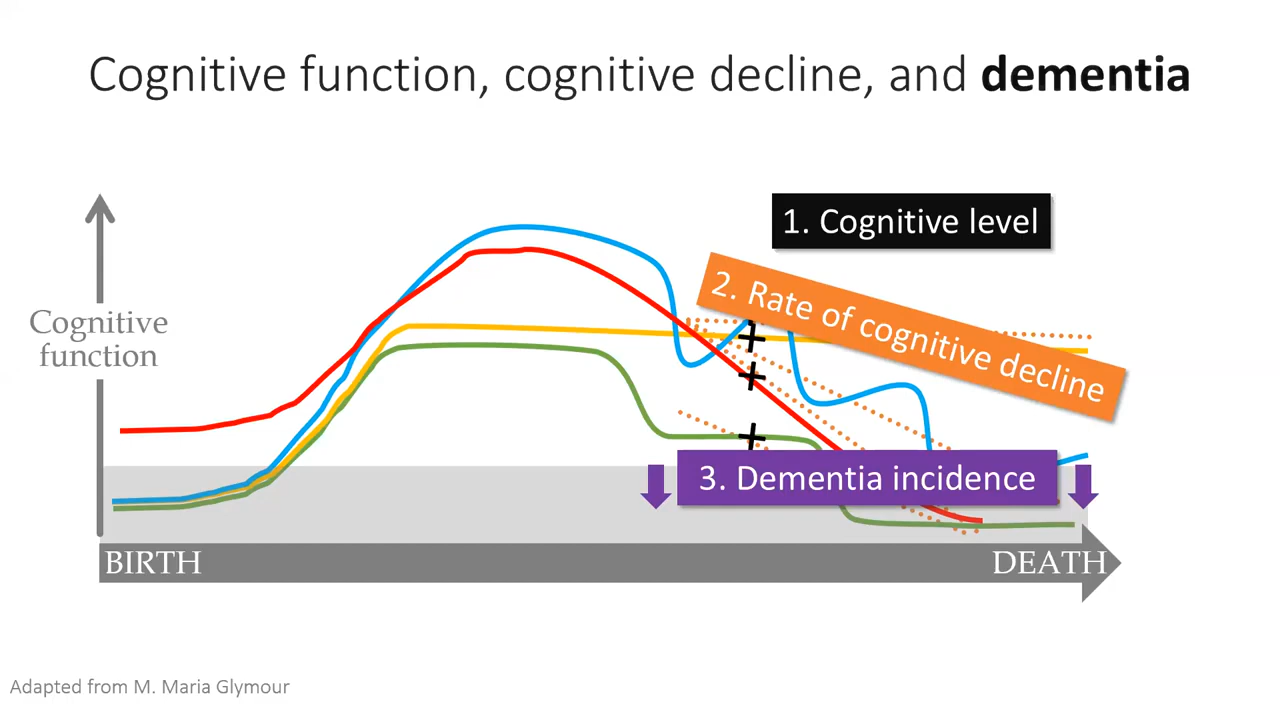 Cognitive function, cognitive decline, and dementia
1. Cognitive level
2. Rate of cognitive decline
Cognitive
function
3. Dementia incidence
BIRTH
DEATH
Adapted from M. Maria Glymour